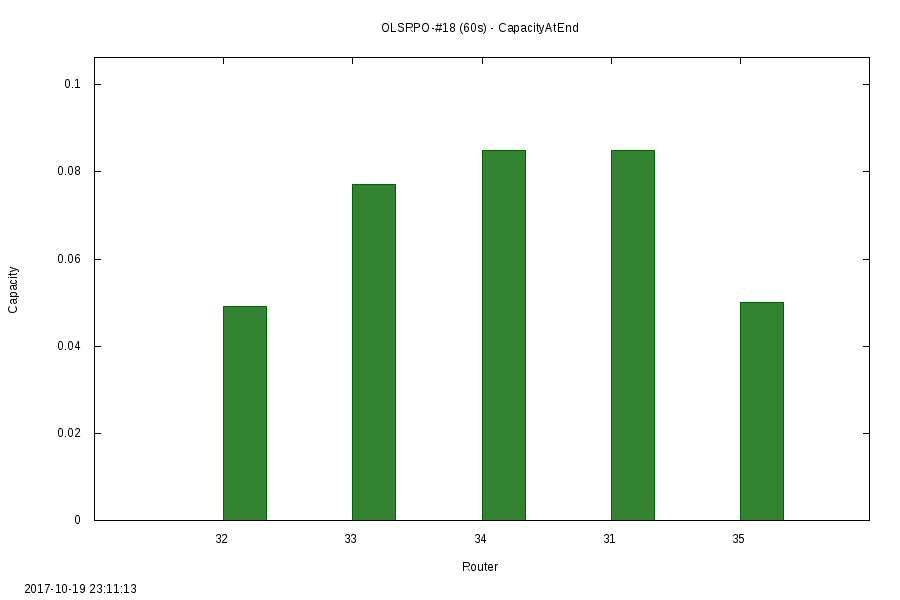 OLSRPO-#18 (60s) - CapacityAtEnd
0.1
0.08
0.06
0.04
0.02
0
Capacity
32 33 34 31 35
Router
2017-10-19 23:11:13